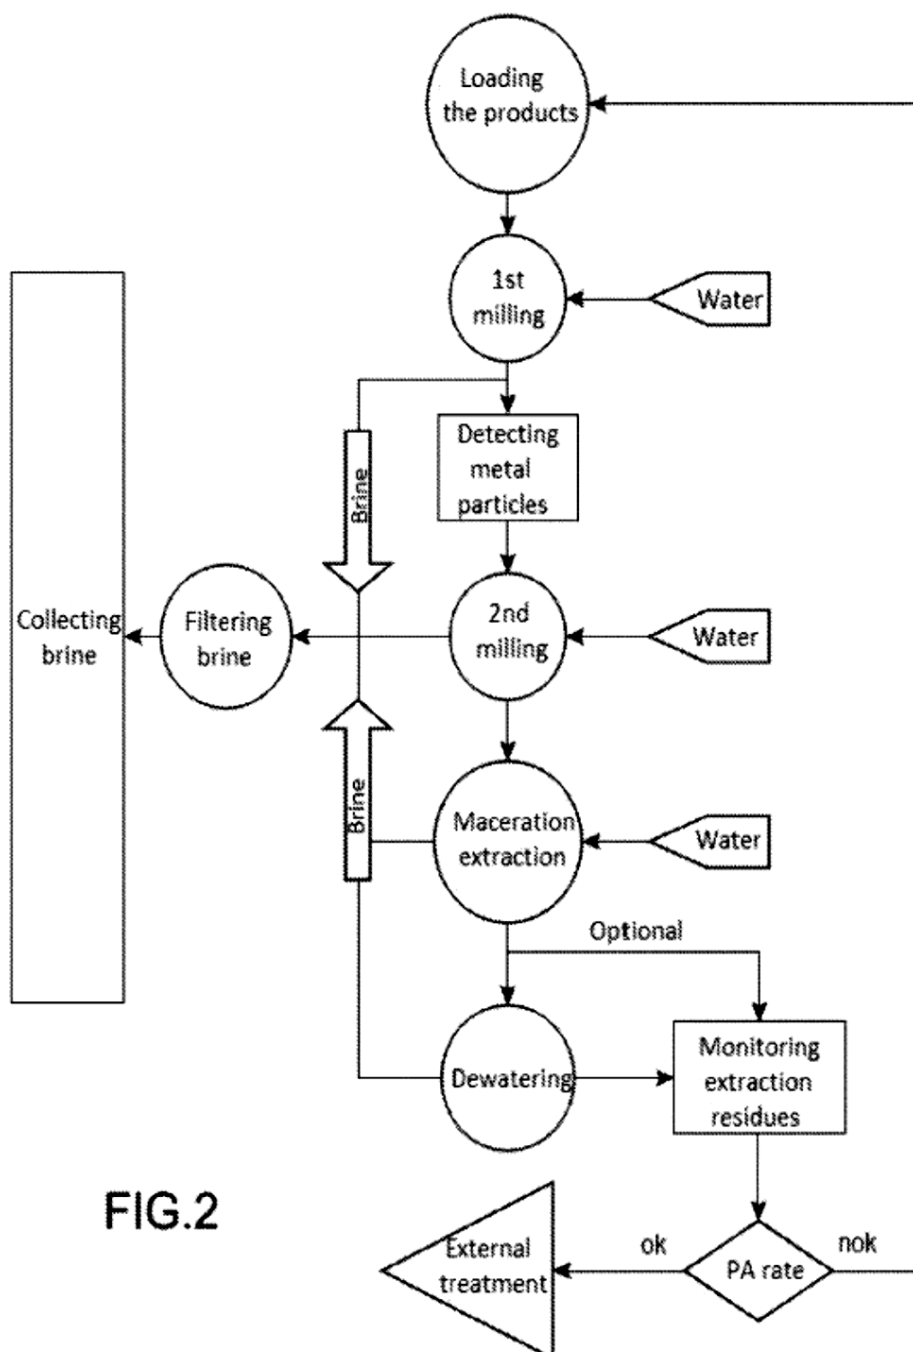 Loading
the products
1st
milling
Water
Detecting
metal
particles
Brine
Collecting
brine
Filtering
brine
2nd
milling
Water
Brine
Maceration
extraction
Water
Optional
Dewatering
Monitoring
extraction
residues
FIG.2
External
treatment
ok
PA rate
nok